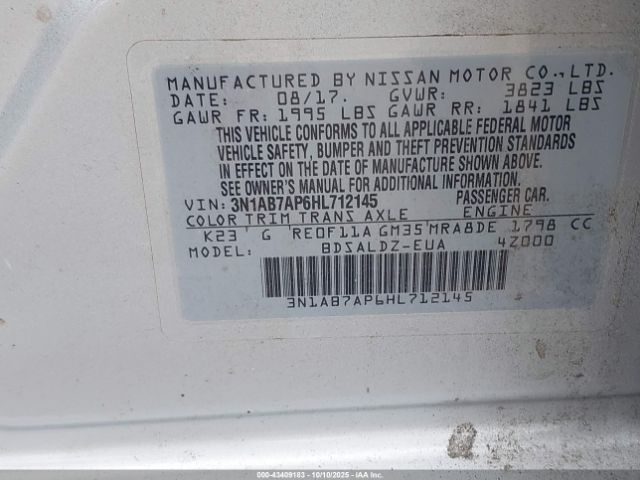 MANUFACTURED BY NISSAN MOTOR CO., LTD.
DATE: 08/17. GVWR: 3823 LBS
GAWR FR: 1995 LBS GAWR RR: 1841 LBS
THIS VEHICLE CONFORMS TO ALL APPLICABLE FEDERAL MOTOR
VEHICLE SAFETY, BUMPER AND THEFT PREVENTION STANDARDS
IN EFFECT ON THE DATE OF MANUFACTURE SHOWN ABOVE.
SEE OWNER'S MANUAL FOR ADDITIONAL INFORMATION.
VIN: 3N1AB7AP6HL712145 PASSENGER CAR.
COLOR TRIM TRANS AXLE ENGINE
K23 G RE0F11A GM35 MRA8DE 1798 CC
MODEL: BDSALDZ-EUA 4Z000
3N1AB7AP6HL712145
000-43409183 - 10/10/2025 - IAAI.COM